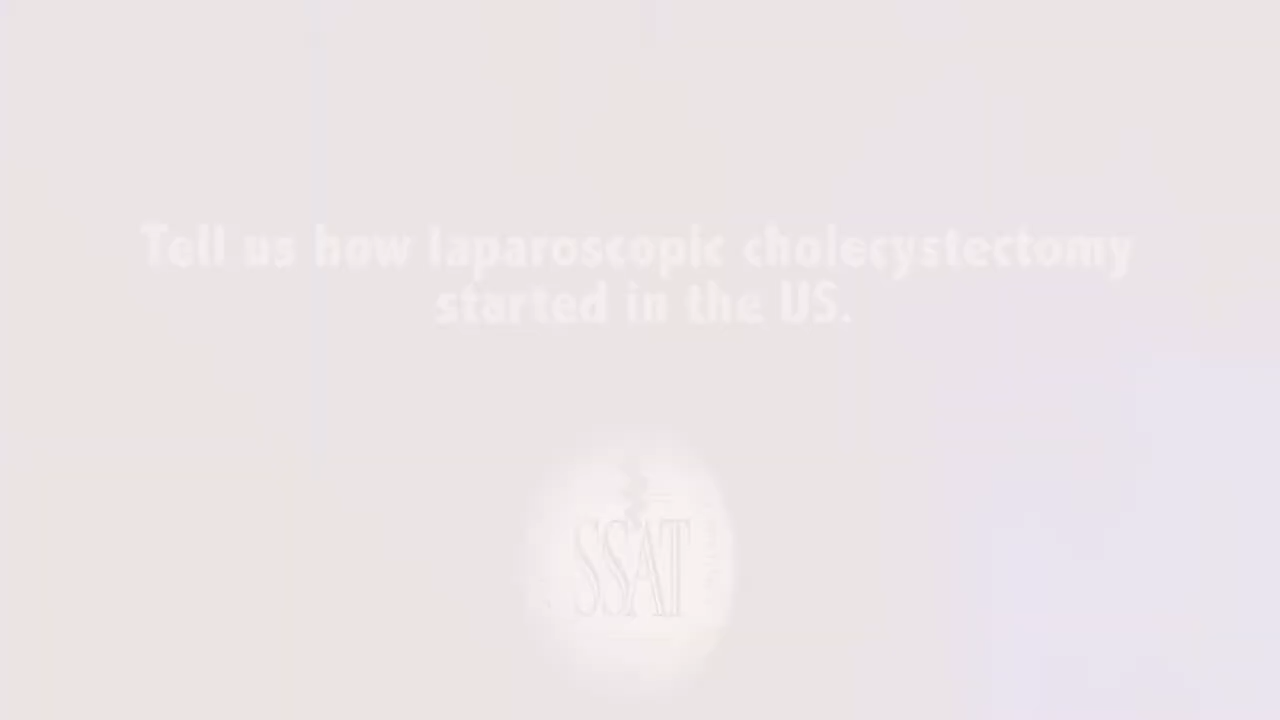 Tell us how laparoscopic cholecystectomy
started in the US.
SSAT